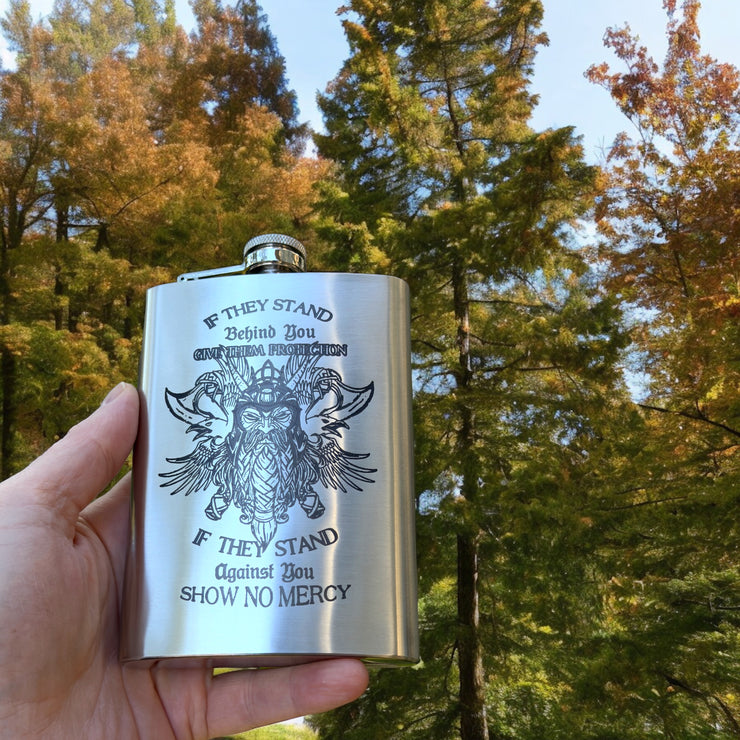 IF THEY STAND
Behind You
GIVE THEM PROTECTION
IF THEY STAND
Against You
SHOW NO MERCY